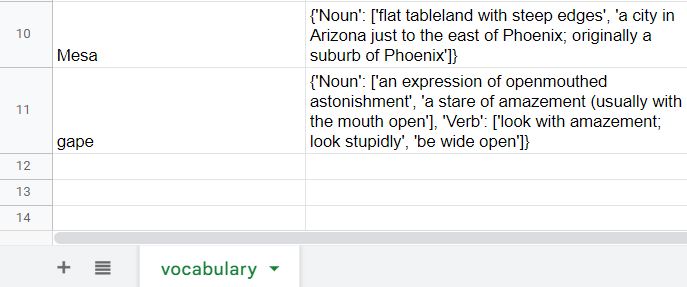 10
{'Noun': ['flat tableland with steep edges', 'a city in
Arizona just to the east of Phoenix; originally a
Mesa
suburb of Phoenix']}
11
{'Noun': ['an expression of openmouthed
astonishment', 'a stare of amazement (usually with
the mouth open'], 'Verb': ['look with amazement;
gape
look stupidly', 'be wide open']}
12
13
14
vocabulary